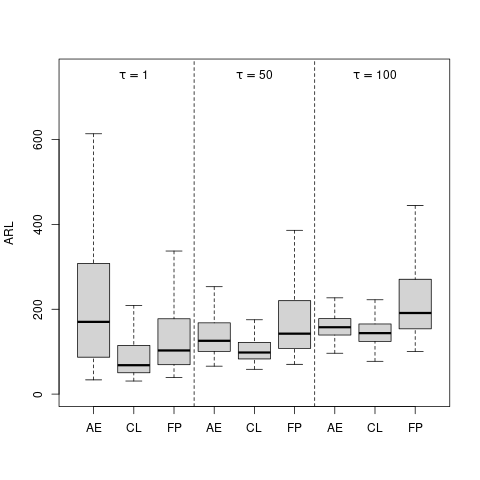 τ = 1 τ = 50 τ = 100
ARL
600
400
200
0
AE CL FP AE CL FP AE CL FP